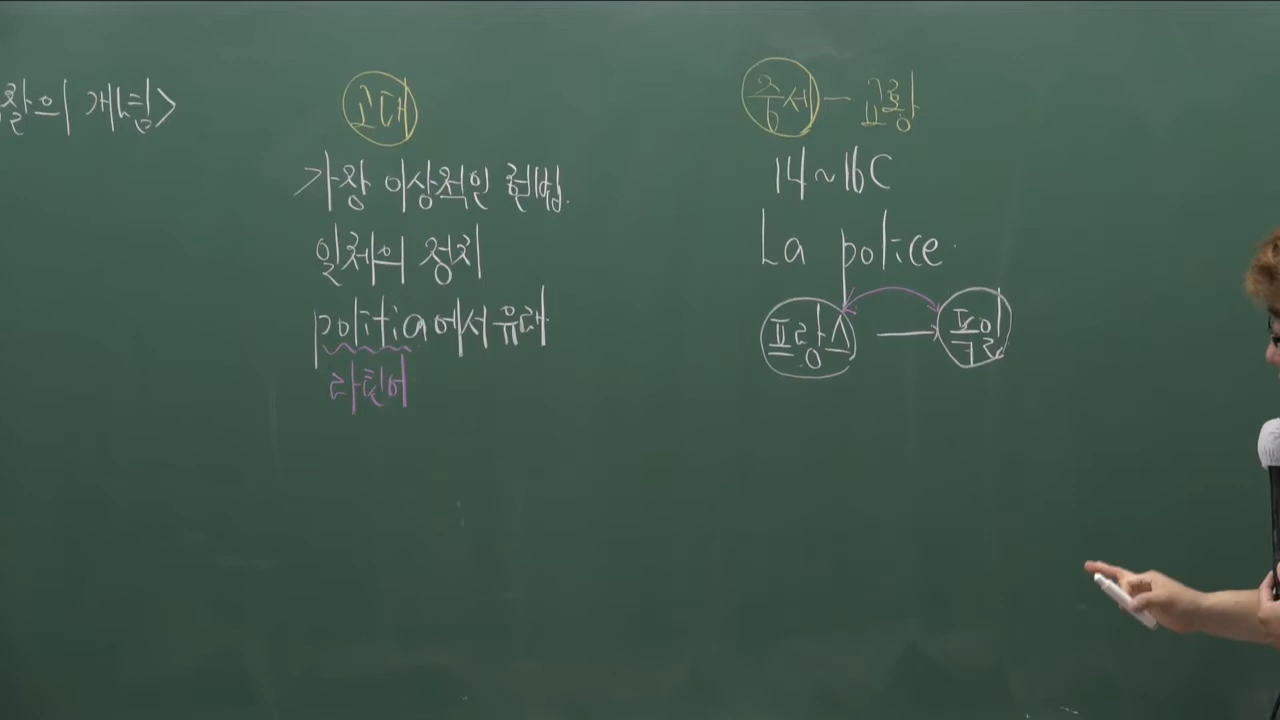 찰의 개념>
고대
가장 이상적인 헌법.
일체의 정치
politia에서 유래
라틴어
중세 - 교황
14~16C
La police.
프랑스 → 독일